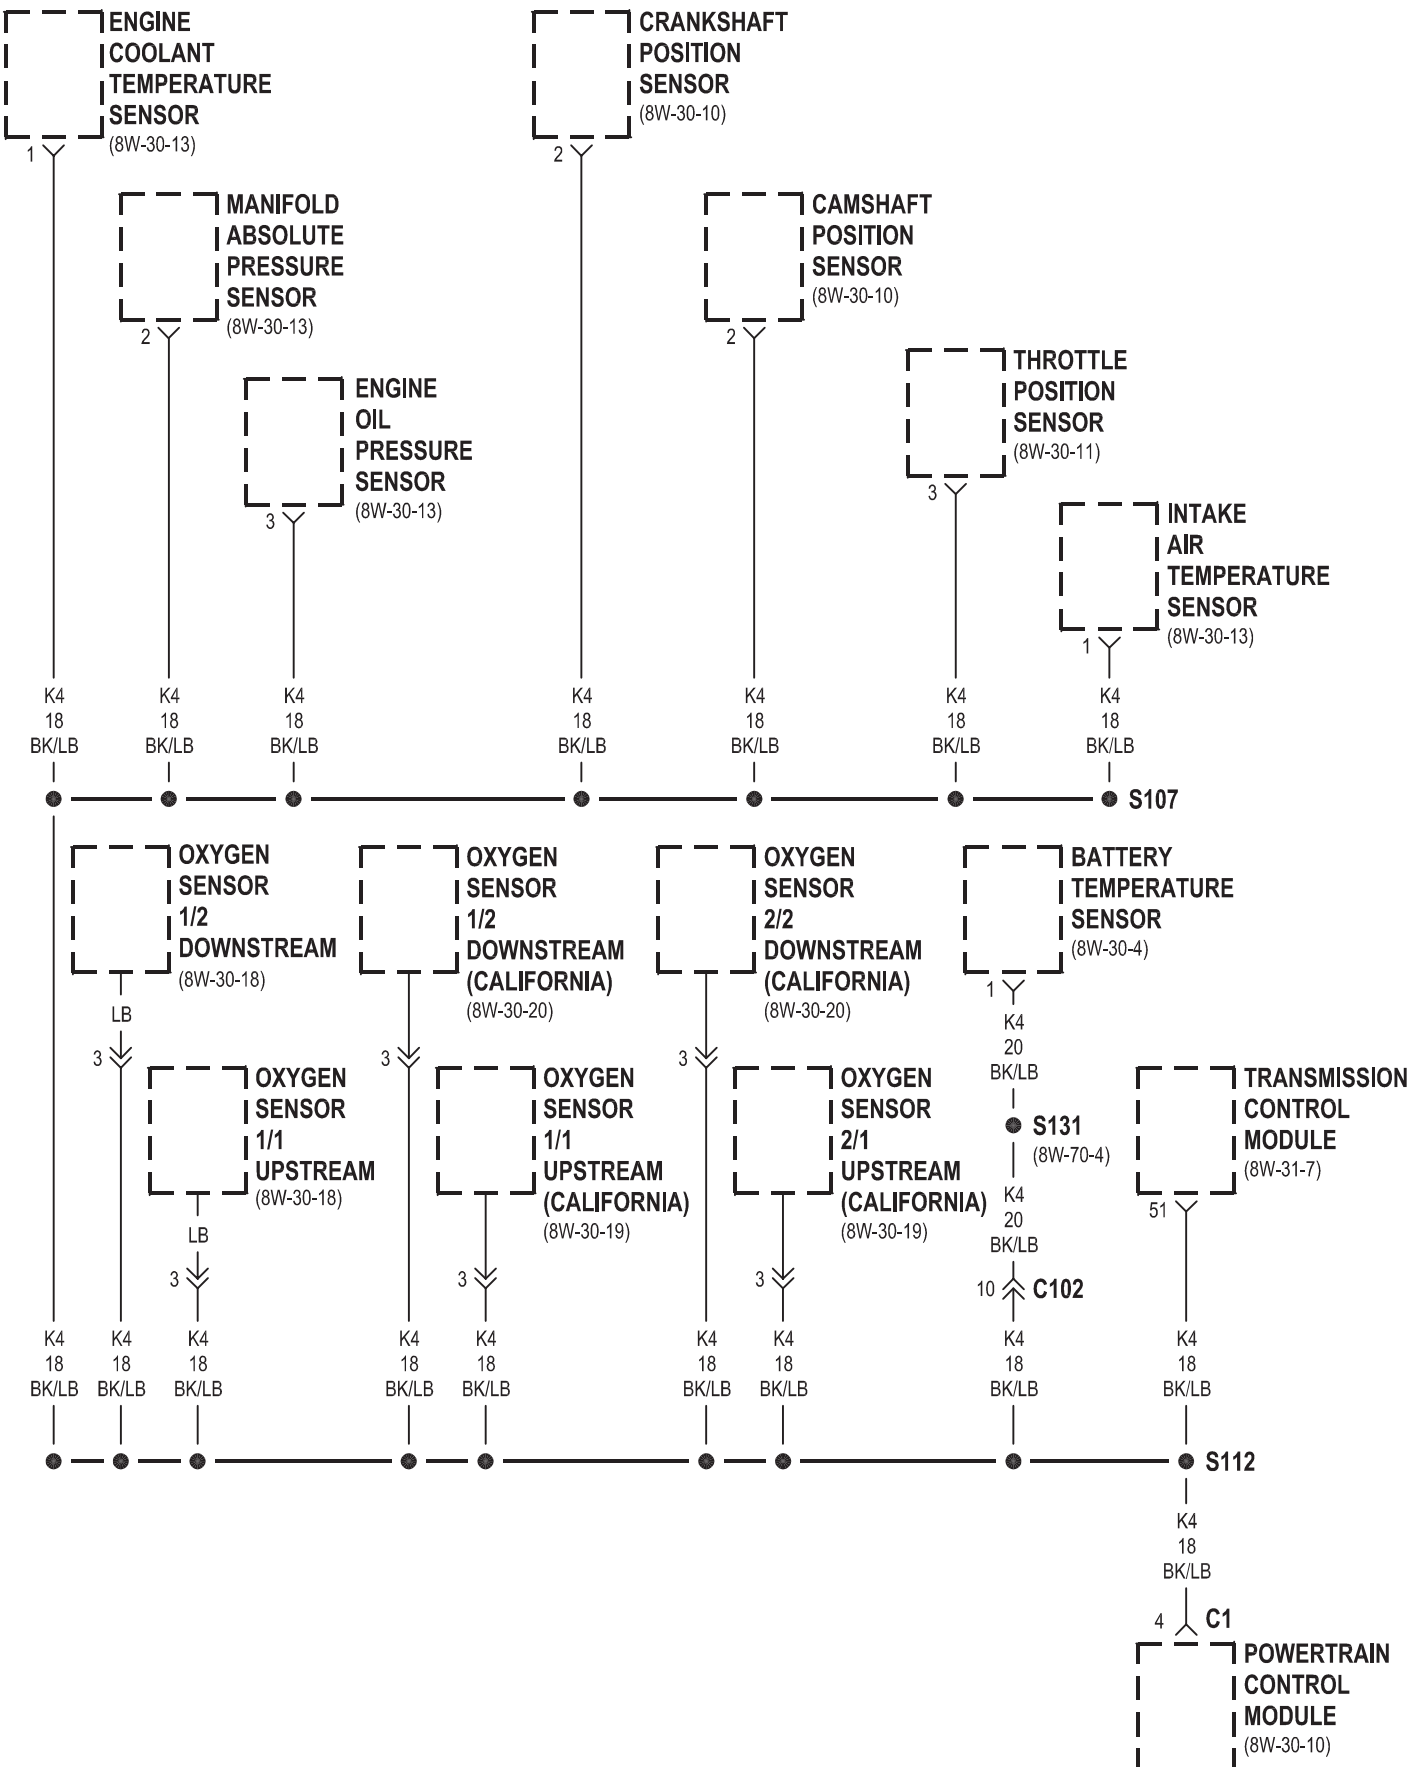 ENGINE
COOLANT
TEMPERATURE
SENSOR
(8W-30-13)
1
CRANKSHAFT
POSITION
SENSOR
(8W-30-10)
2
MANIFOLD
ABSOLUTE
PRESSURE
SENSOR
(8W-30-13)
2
CAMSHAFT
POSITION
SENSOR
(8W-30-10)
2
ENGINE
OIL
PRESSURE
SENSOR
(8W-30-13)
3
THROTTLE
POSITION
SENSOR
(8W-30-11)
3
INTAKE
AIR
TEMPERATURE
SENSOR
(8W-30-13)
1
K4 K4 K4 K4 K4 K4 K4
18 18 18 18 18 18 18
BK/LB BK/LB BK/LB BK/LB BK/LB BK/LB BK/LB
S107
OXYGEN
SENSOR
1/2
DOWNSTREAM
(8W-30-18)
LB
3
OXYGEN
SENSOR
1/2
DOWNSTREAM
(CALIFORNIA)
(8W-30-20)
3
OXYGEN
SENSOR
2/2
DOWNSTREAM
(CALIFORNIA)
(8W-30-20)
3
BATTERY
TEMPERATURE
SENSOR
(8W-30-4)
1
K4
20
BK/LB
S131
(8W-70-4)
K4
20
BK/LB
10 C102
OXYGEN
SENSOR
1/1
UPSTREAM
(8W-30-18)
LB
3
OXYGEN
SENSOR
1/1
UPSTREAM
(CALIFORNIA)
(8W-30-19)
3
OXYGEN
SENSOR
2/1
UPSTREAM
(CALIFORNIA)
(8W-30-19)
3
TRANSMISSION
CONTROL
MODULE
(8W-31-7)
51
K4 K4 K4 K4 K4 K4 K4 K4 K4
18 18 18 18 18 18 18 18 18
BK/LB BK/LB BK/LB BK/LB BK/LB BK/LB BK/LB BK/LB BK/LB
S112
K4
18
BK/LB
4 C1
POWERTRAIN
CONTROL
MODULE
(8W-30-10)